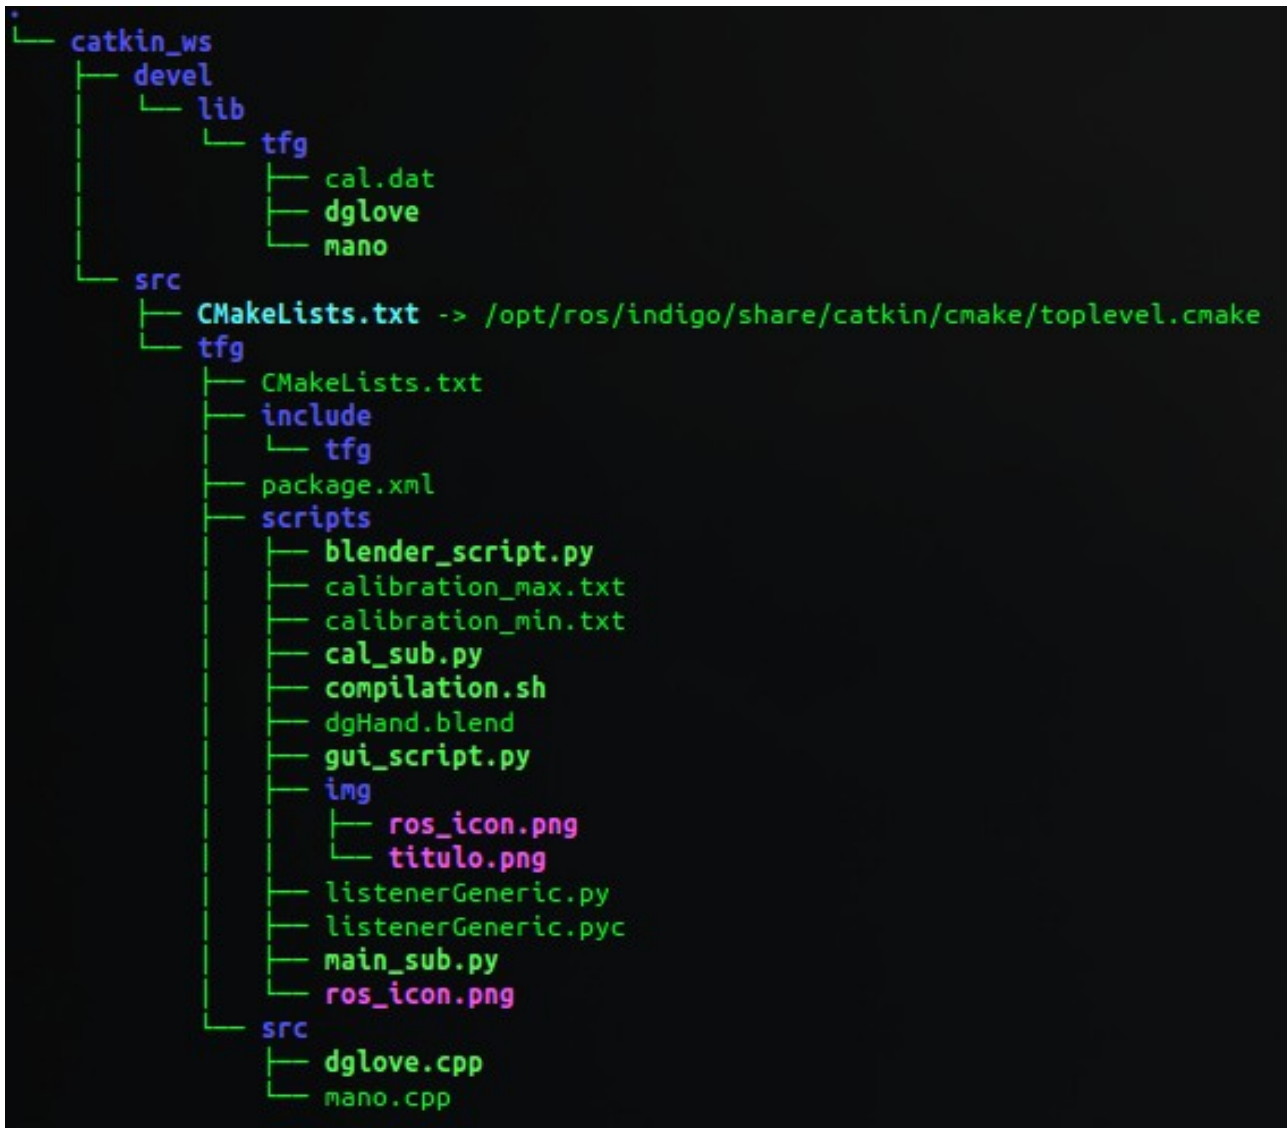 .
└── catkin_ws
    ├── devel
    │   └── lib
    │       └── tfg
    │           ├── cal.dat
    │           ├── dglove
    │           └── mano
    └── src
        ├── CMakeLists.txt -> /opt/ros/indigo/share/catkin/cmake/toplevel.cmake
        └── tfg
            ├── CMakeLists.txt
            ├── include
            │   └── tfg
            ├── package.xml
            ├── scripts
            │   ├── blender_script.py
            │   ├── calibration_max.txt
            │   ├── calibration_min.txt
            │   ├── cal_sub.py
            │   ├── compilation.sh
            │   ├── dgHand.blend
            │   ├── gui_script.py
            │   ├── img
            │   │   ├── ros_icon.png
            │   │   └── titulo.png
            │   ├── listenerGeneric.py
            │   ├── listenerGeneric.pyc
            │   ├── main_sub.py
            │   └── ros_icon.png
            └── src
                ├── dglove.cpp
                └── mano.cpp